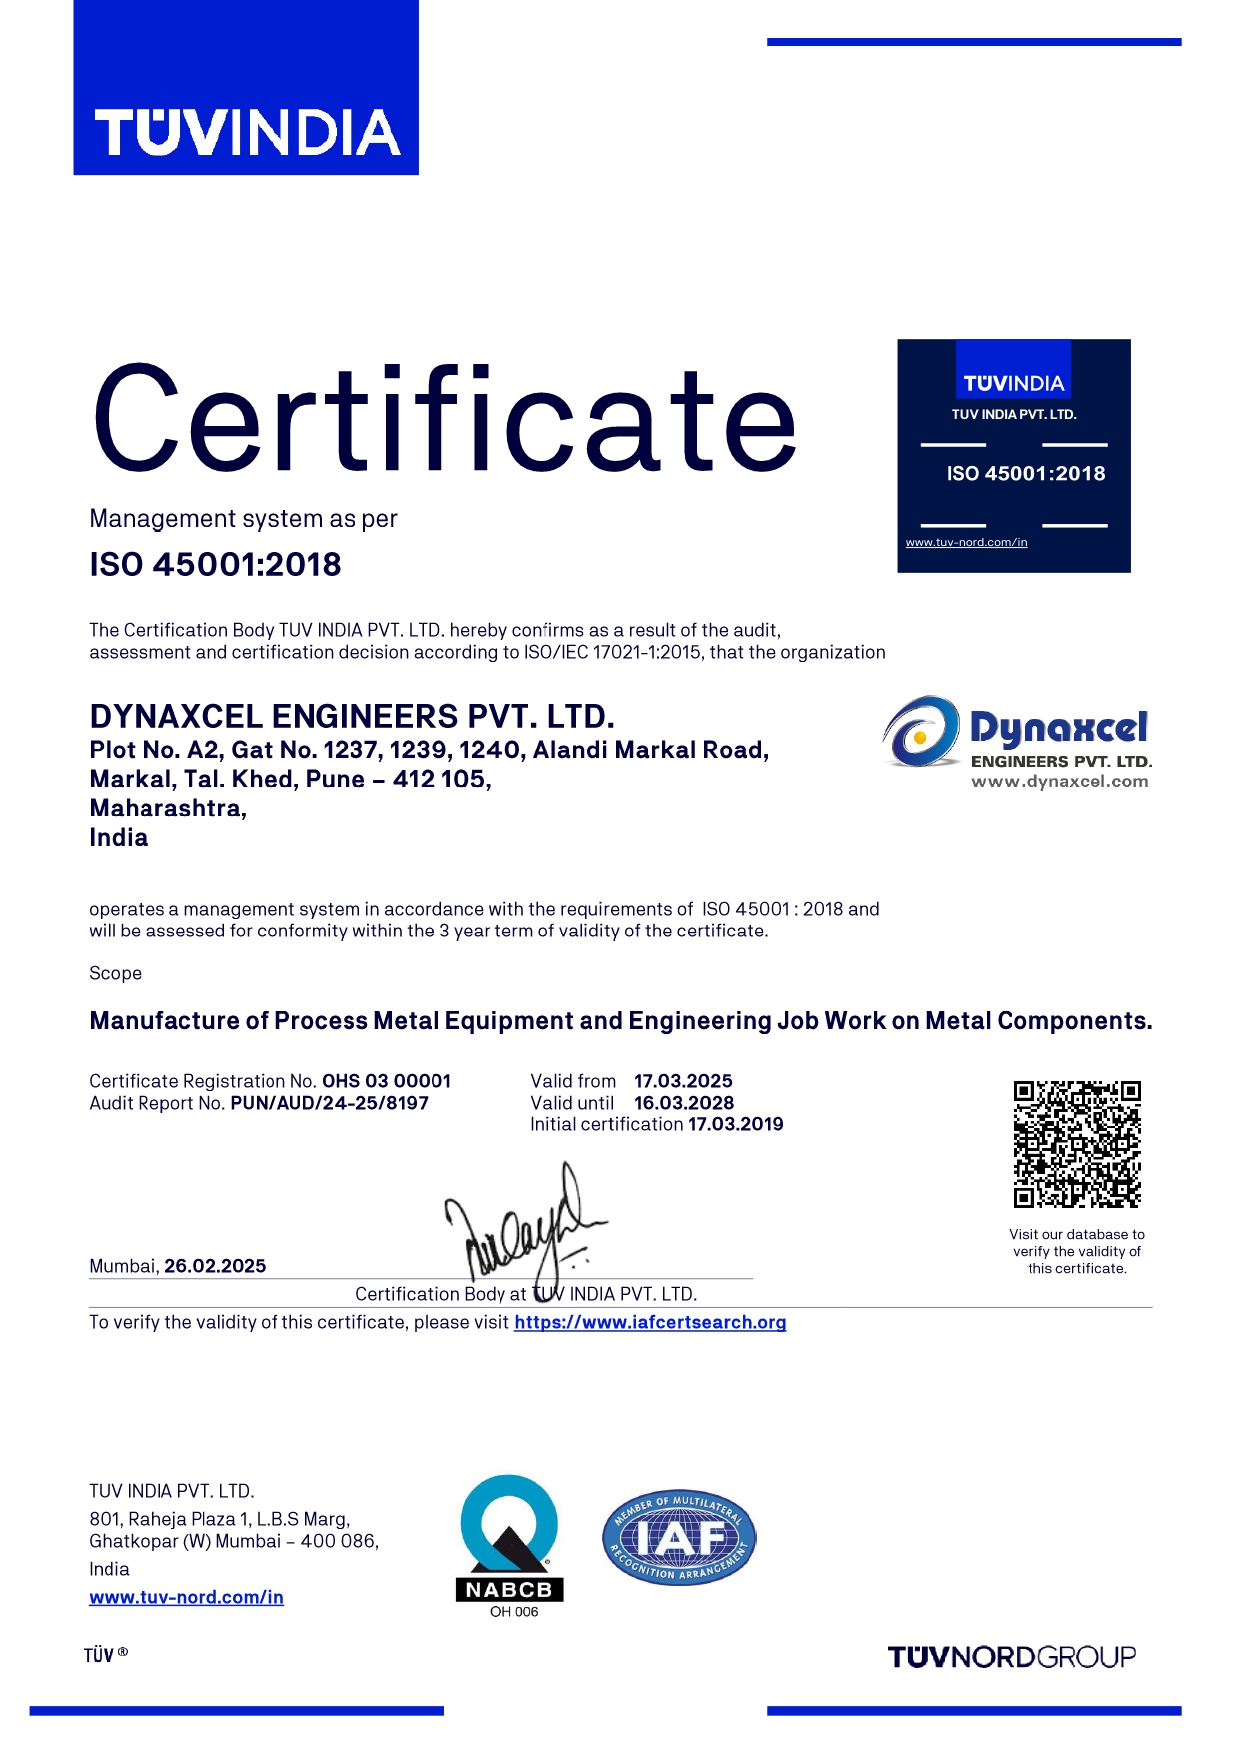 TÜVINDIA
Certificate
TÜVINDIA
TUV INDIA PVT. LTD.
ISO 45001:2018
www.tuv-nord.com/in
Management system as per
ISO 45001:2018
The Certification Body TUV INDIA PVT. LTD. hereby confirms as a result of the audit,
assessment and certification decision according to ISO/IEC 17021-1:2015, that the organization
DYNAXCEL ENGINEERS PVT. LTD.
Plot No. A2, Gat No. 1237, 1239, 1240, Alandi Markal Road,
Markal, Tal. Khed, Pune – 412 105,
Maharashtra,
India
Dynaxcel
ENGINEERS PVT. LTD.
www.dynaxcel.com
operates a management system in accordance with the requirements of ISO 45001 : 2018 and
will be assessed for conformity within the 3 year term of validity of the certificate.
Scope
Manufacture of Process Metal Equipment and Engineering Job Work on Metal Components.
Certificate Registration No. OHS 03 00001
Audit Report No. PUN/AUD/24-25/8197
Valid from 17.03.2025
Valid until 16.03.2028
Initial certification 17.03.2019
Visit our database to
verify the validity of
this certificate.
Mumbai, 26.02.2025
Certification Body at TUV INDIA PVT. LTD.
To verify the validity of this certificate, please visit https://www.iafcertsearch.org
TUV INDIA PVT. LTD.
801, Raheja Plaza 1, L.B.S Marg,
Ghatkopar (W) Mumbai – 400 086,
India
www.tuv-nord.com/in
NABCB
OH 006
MEMBER OF MULTILATERAL
IAF
RECOGNITION ARRANGEMENT
TÜV ®
TÜVNORDGROUP